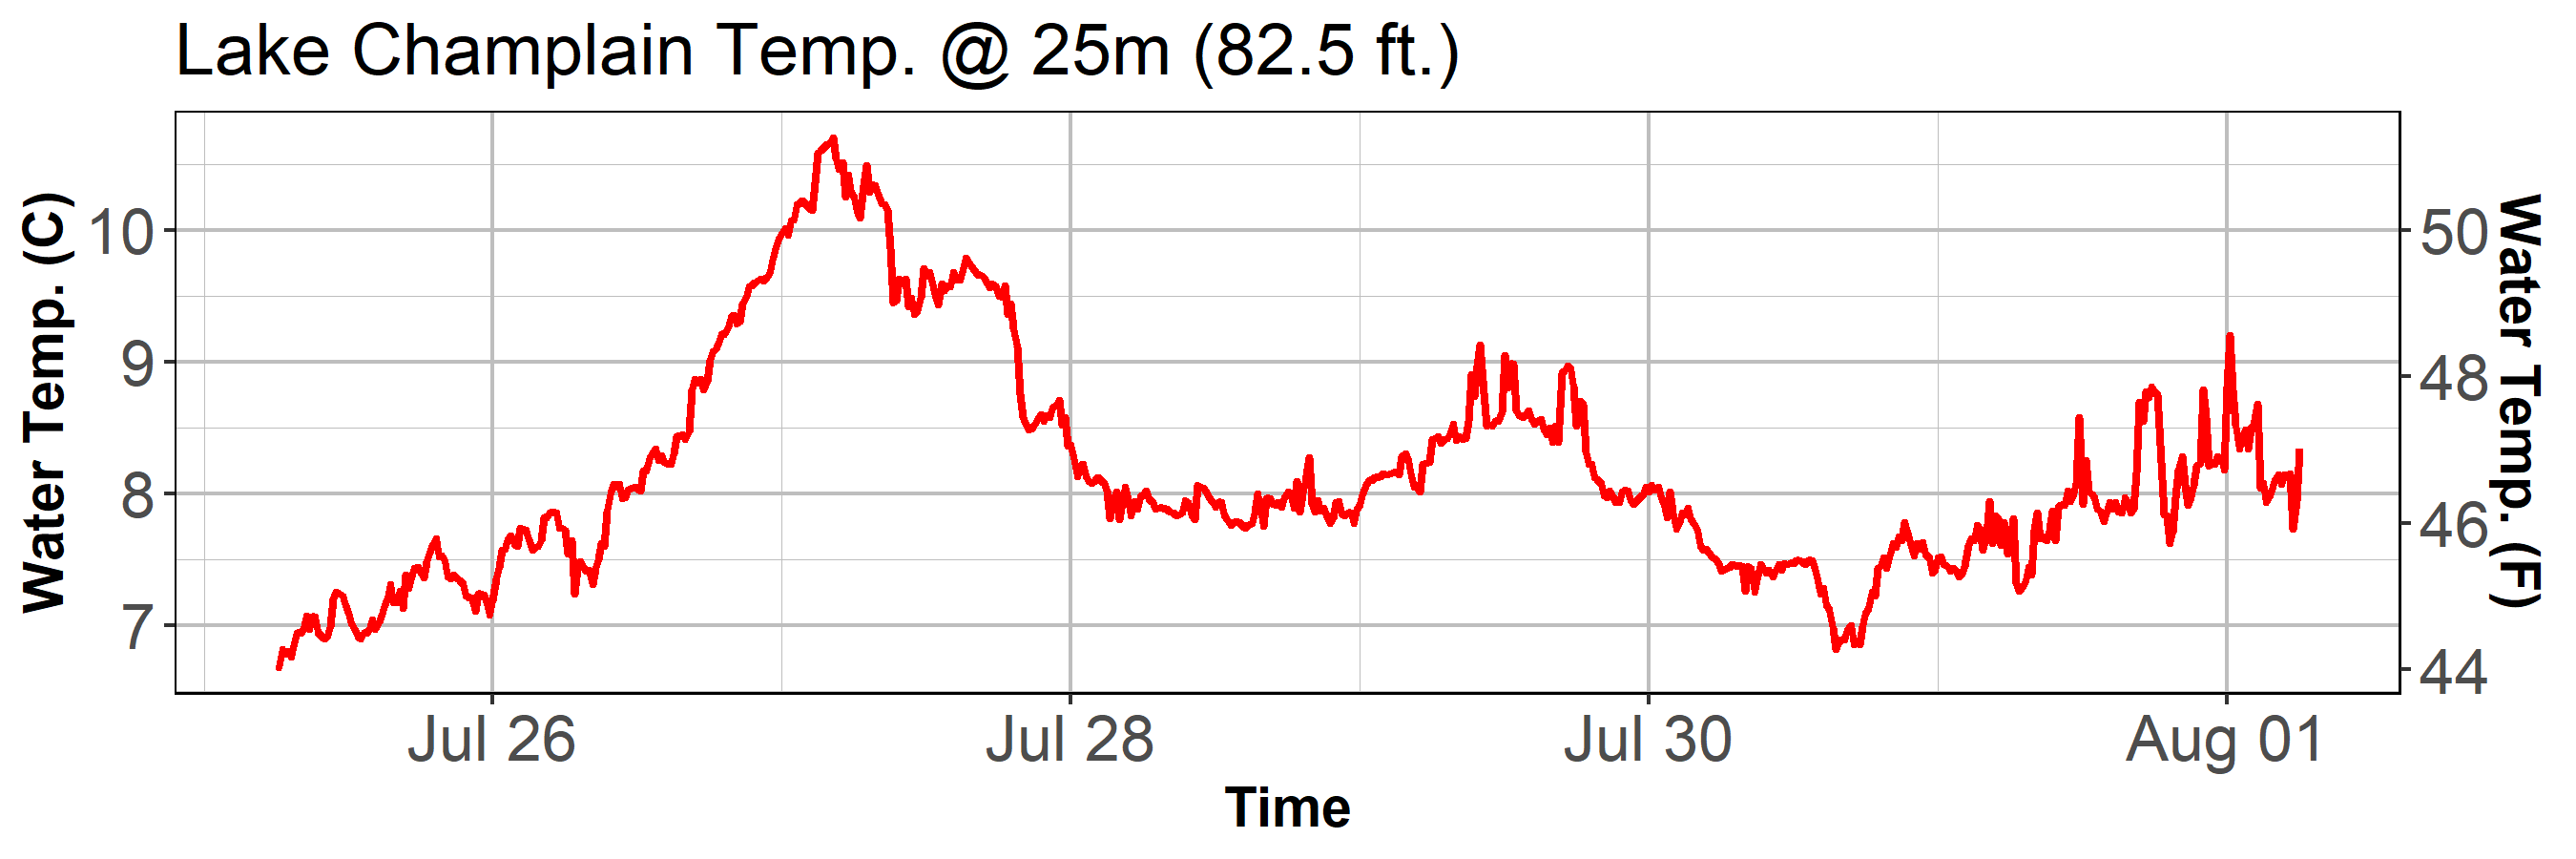 Lake Champlain Temp. @ 25m (82.5 ft.)
Water Temp. (C)
10
9
8
7
50
48
46
44
Water Temp. (F)
Jul 26
Jul 28
Jul 30
Aug 01
Time